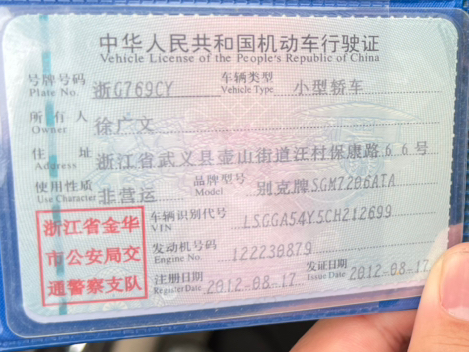 中华人民共和国机动车行驶证
Vehicle License of the People's Republic of China
号牌号码 浙G769CY 车辆类型 小型轿车
Plate No. Vehicle Type
所有人 徐广文
Owner
住址 浙江省武义县壶山街道汪村保康路66号
Address
使用性质 非营运 品牌型号 别克牌SGM7206ATA
Use Character Model
浙江省金华
市公安局交
通警察支队
车辆识别代号 LSGGA54Y5CH212699
VIN
发动机号码 122230879
Engine No.
注册日期 2012-08-17 发证日期 2012-08-17
Register Date Issue Date